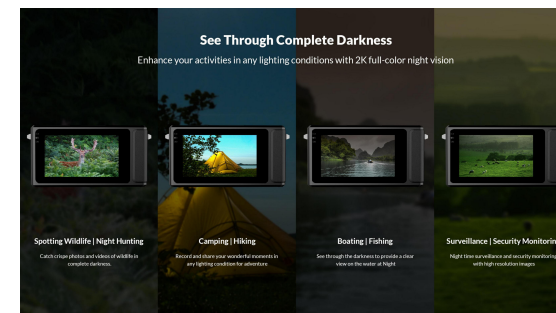 See Through Complete Darkness
Enhance your activities in any lighting conditions with 2K full-color night vision
Spotting Wildlife | Night Hunting
Catch crispe photos and videos of wildlife in
complete darkness.
Camping | Hiking
Record and share your wonderful moments in
any lighting condition for adventure
Boating | Fishing
See through the darkness to provide a clear
view on the water at Night
Surveillance | Security Monitorin
Night time surveillance and security monitoring
with high resolution images